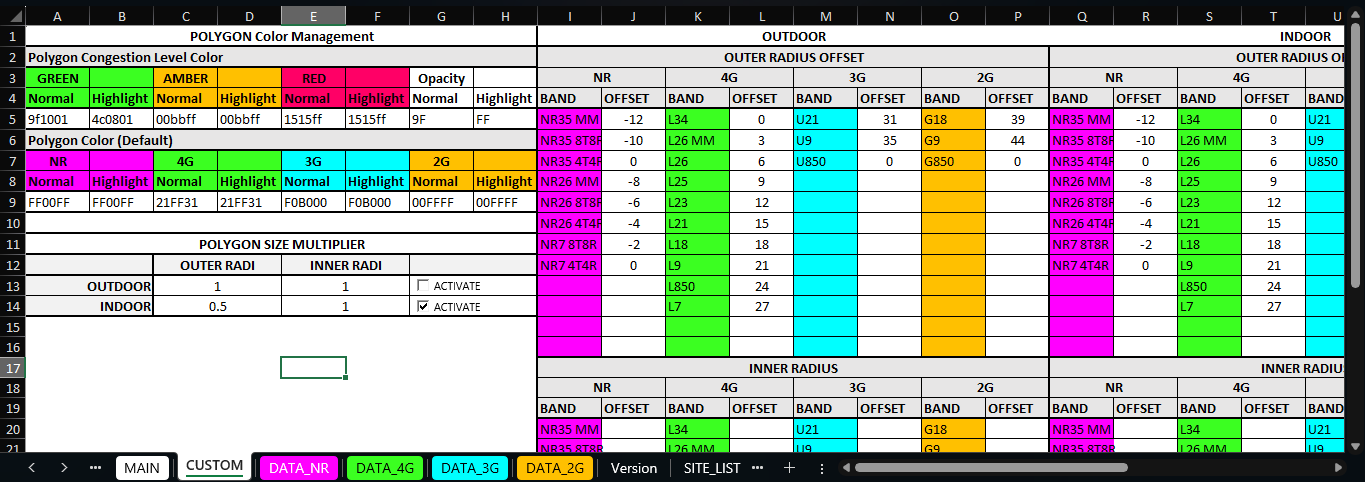 A B C D E F G H I J K L M N O P Q R S T U
1 POLYGON Color Management OUTDOOR INDOOR
2 Polygon Congestion Level Color OUTER RADIUS OFFSET OUTER RADIUS
3 GREEN AMBER RED Opacity NR 4G 3G 2G NR 4G
4 Normal Highlight Normal Highlight Normal Highlight Normal Highlight BAND OFFSET BAND OFFSET BAND OFFSET BAND OFFSET BAND OFFSET BAND OFFSET BAND
5 9f1001 4c0801 00bbff 00bbff 1515ff 1515ff 9F FF NR35 MM -12 L34 0 U21 31 G18 39 NR35 MM -12 L34 0 U21
6 Polygon Color (Default) NR35 8T8R -10 L26 MM 3 U9 35 G9 44 NR35 8T8R -10 L26 MM 3 U9
7 NR 4G 3G 2G NR35 4T4R 0 L26 6 U850 0 G850 0 NR35 4T4R 0 L26 6 U850
8 Normal Highlight Normal Highlight Normal Highlight Normal Highlight NR26 MM -8 L25 9 NR26 MM -8 L25 9
9 FF00FF FF00FF 21FF31 21FF31 F0B000 F0B000 00FFFF 00FFFF NR26 8T8R -6 L23 12 NR26 8T8R -6 L23 12
10 NR26 4T4R -4 L21 15 NR26 4T4R -4 L21 15
11 POLYGON SIZE MULTIPLIER NR7 8T8R -2 L18 18 NR7 8T8R -2 L18 18
12 OUTER RADI INNER RADI NR7 4T4R 0 L9 21 NR7 4T4R 0 L9 21
13 OUTDOOR 1 1 ACTIVATE L850 24 L850 24
14 INDOOR 0.5 1 ACTIVATE L7 27 L7 27
15
16
17 INNER RADIUS INNER RADIU
18 NR 4G 3G 2G NR 4G
19 BAND OFFSET BAND OFFSET BAND OFFSET BAND OFFSET BAND OFFSET BAND OFFSET BAND
20 NR35 MM L34 U21 G18 NR35 MM L34 U21
21 NR35 8T8R L26 MM U9 G9 NR35 8T8R L26 MM U9
MAIN CUSTOM DATA_NR DATA_4G DATA_3G DATA_2G Version SITE_LIST